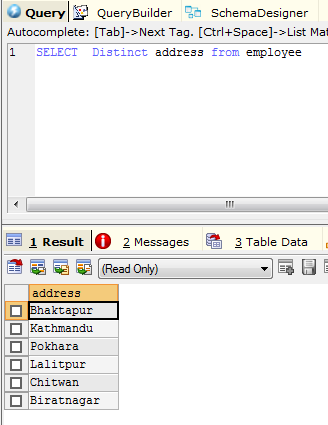 Query QueryBuilder SchemaDesigner
Autocomplete: [Tab]->Next Tag. [Ctrl+Space]->List Mat
1 SELECT Distinct address from employee
1 Result 2 Messages 3 Table Data
(Read Only)
address
Bhaktapur
Kathmandu
Pokhara
Lalitpur
Chitwan
Biratnagar